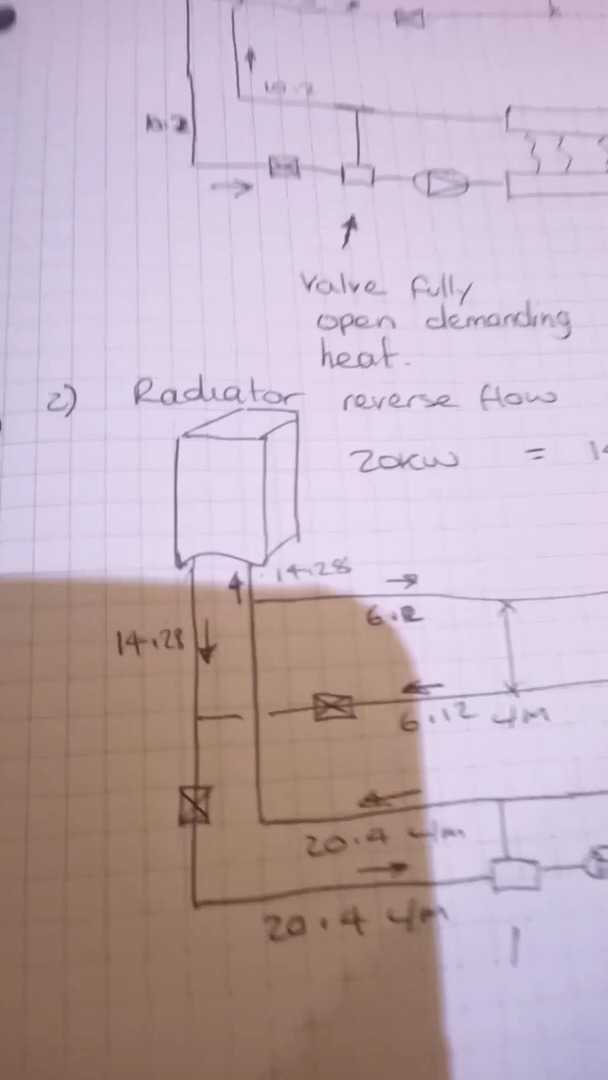 10.2
Valve fully
open demanding
heat.
2) Radiator reverse flow
20kw = 14
14.28
14.28
6.12
6.12 L/M
20.4 L/M
20.4 L/M